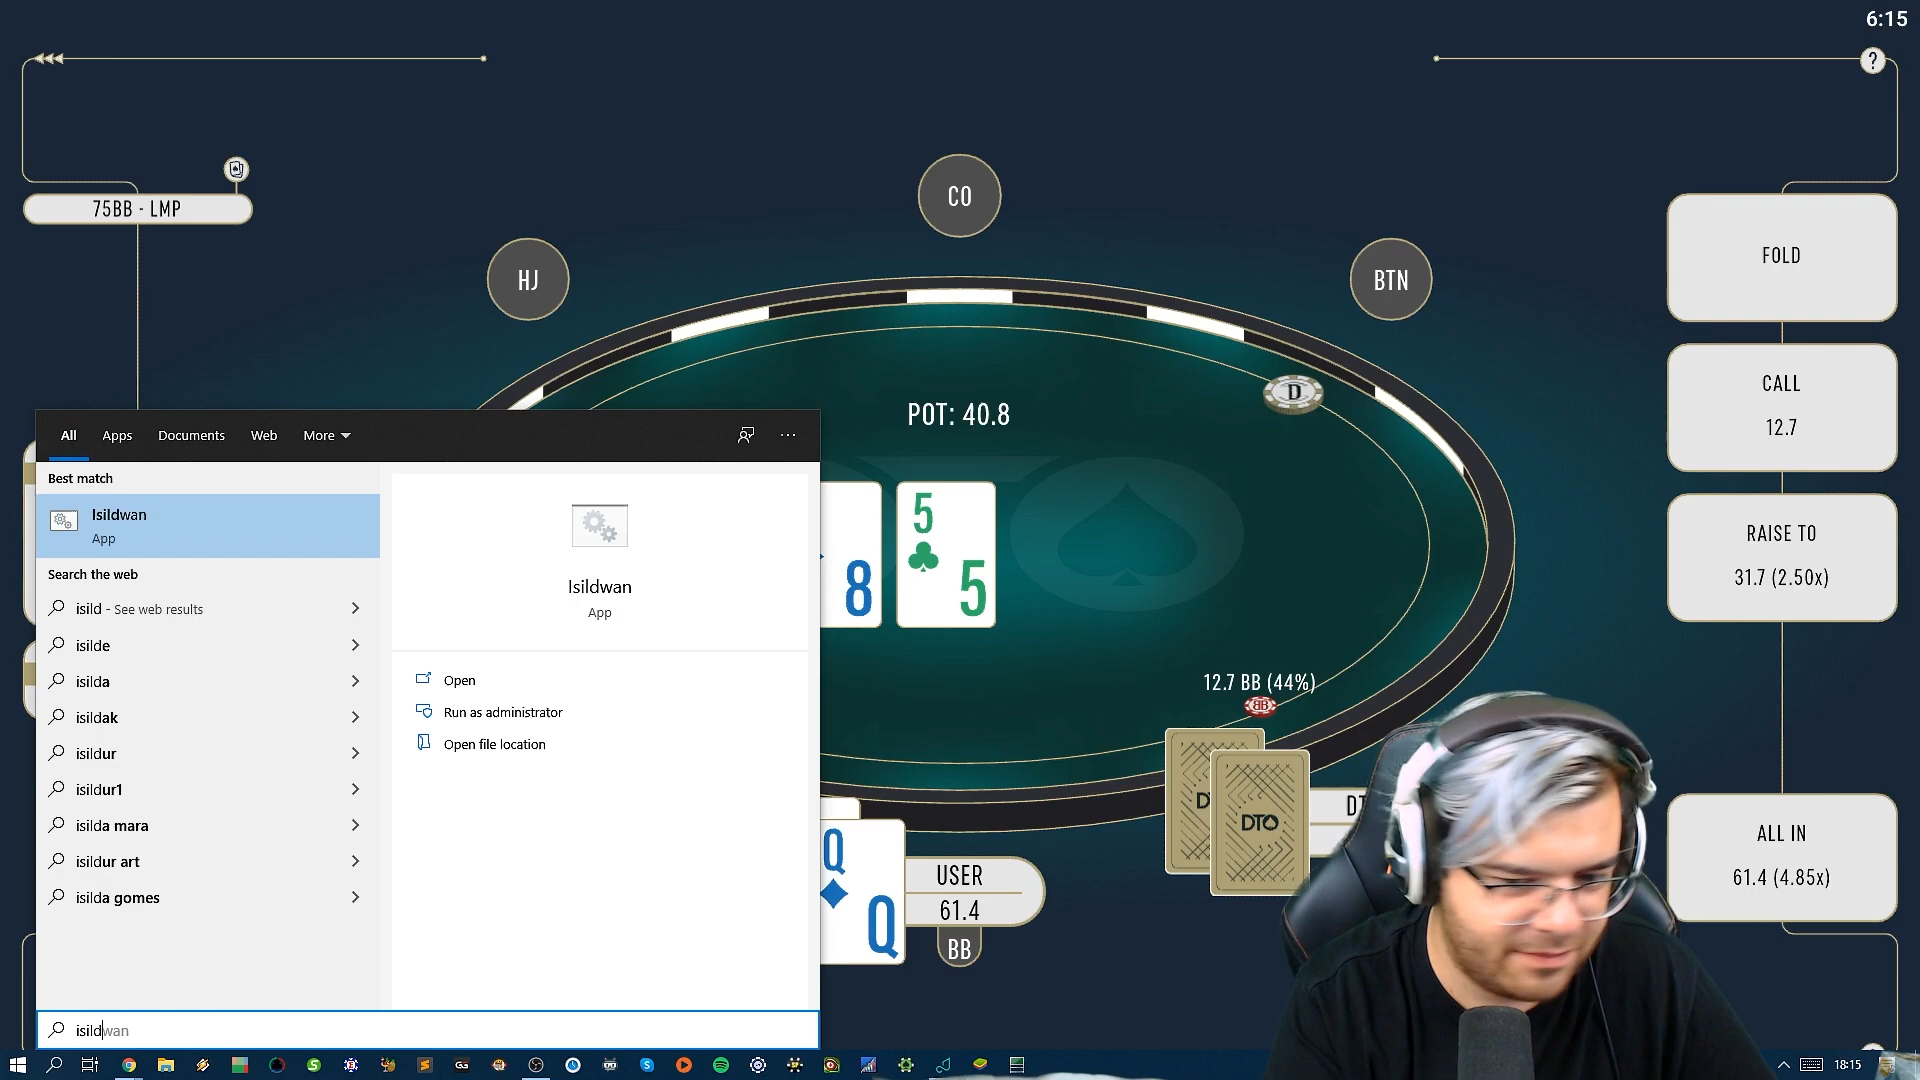 6:15
?
75BB - LMP
CO
HJ
BTN
D
POT: 40.8
FOLD
CALL
12.7
RAISE TO
31.7 (2.50x)
ALL IN
61.4 (4.85x)
All Apps Documents Web More
Best match
Isildwan
App
Search the web
isild - See web results
isilde
isilda
isildak
isildur
isildur1
isilda mara
isildur art
isilda gomes
Isildwan
App
Open
Run as administrator
Open file location
isildwan
8
5
5
12.7 BB (44%)
BB
D
DTO
DT
Q
Q
USER
61.4
BB
GG
18:15